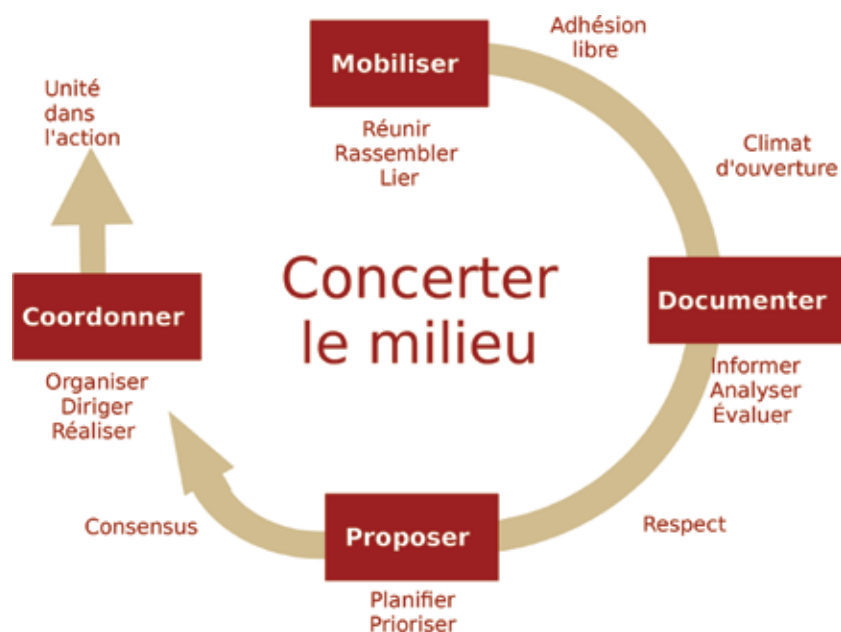 Mobiliser
Réunir
Rassembler
Lier
Adhésion
libre
Climat
d'ouverture
Documenter
Informer
Analyser
Évaluer
Respect
Proposer
Planifier
Prioriser
Consensus
Coordonner
Organiser
Diriger
Réaliser
Unité
dans
l'action
Concerter
le milieu